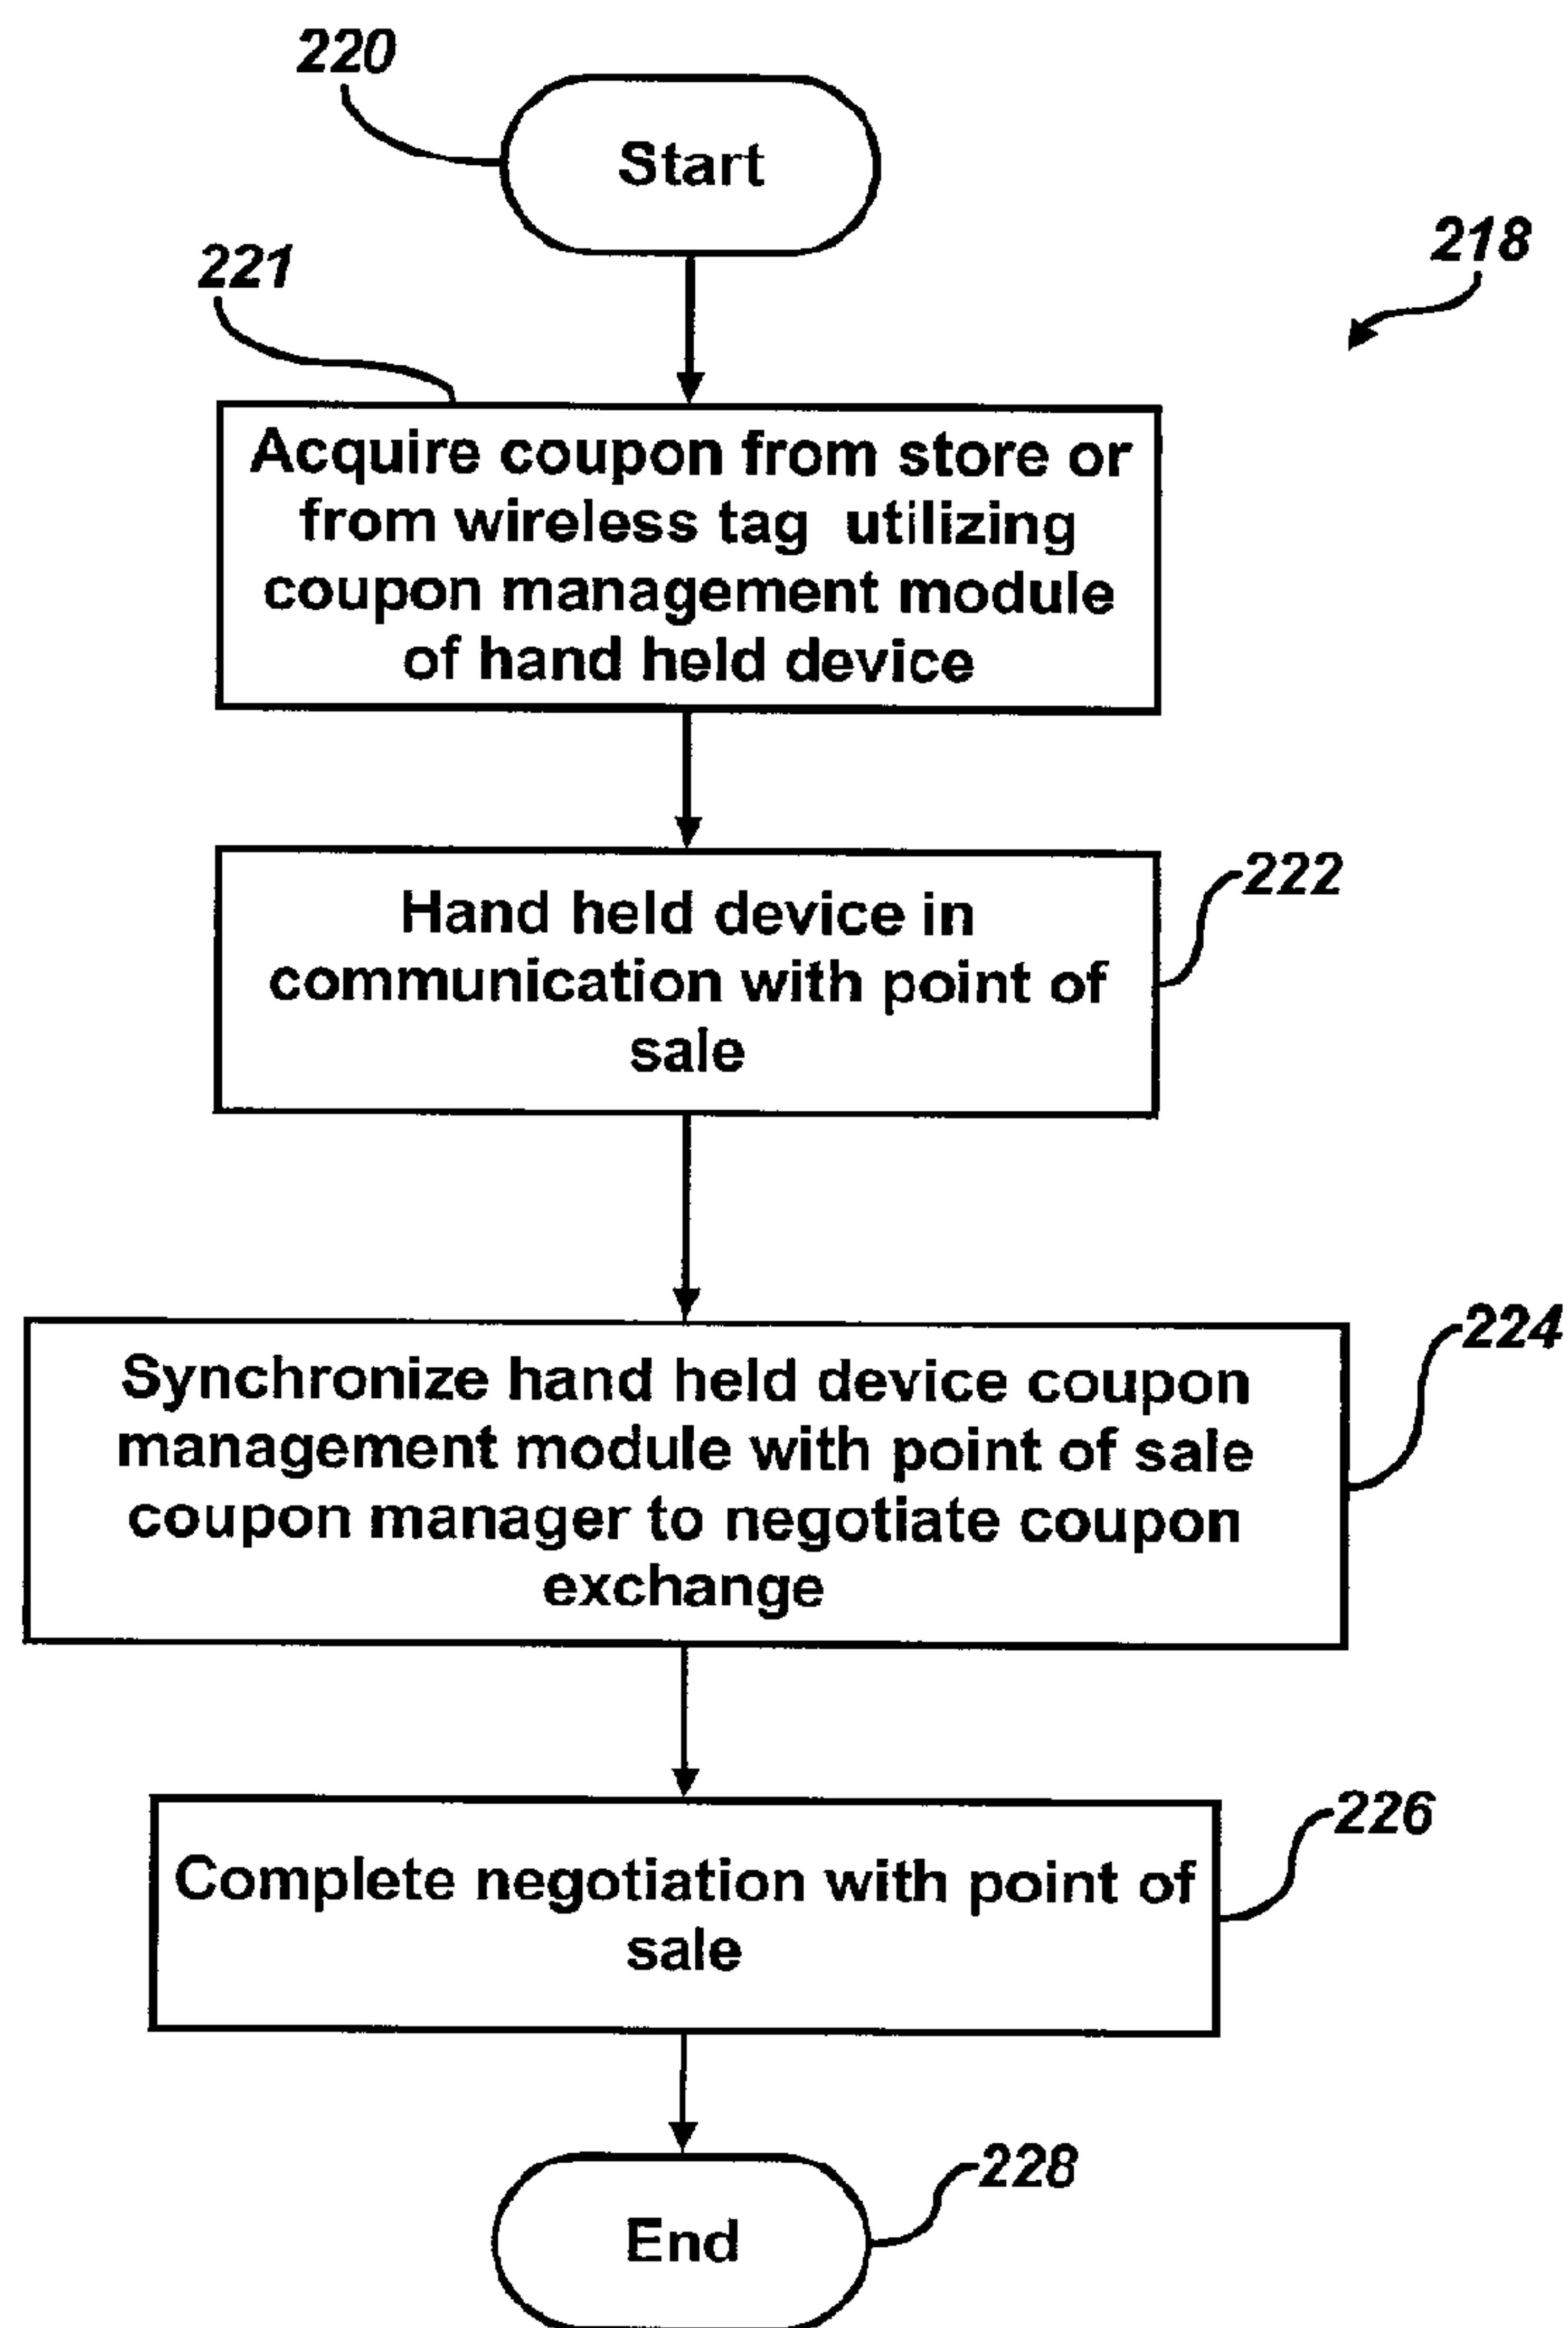 220
Start
218
221
Acquire coupon from store or
from wireless tag utilizing
coupon management module
of hand held device
222
Hand held device in
communication with point of
sale
224
Synchronize hand held device coupon
management module with point of sale
coupon manager to negotiate coupon
exchange
226
Complete negotiation with point of
sale
228
End